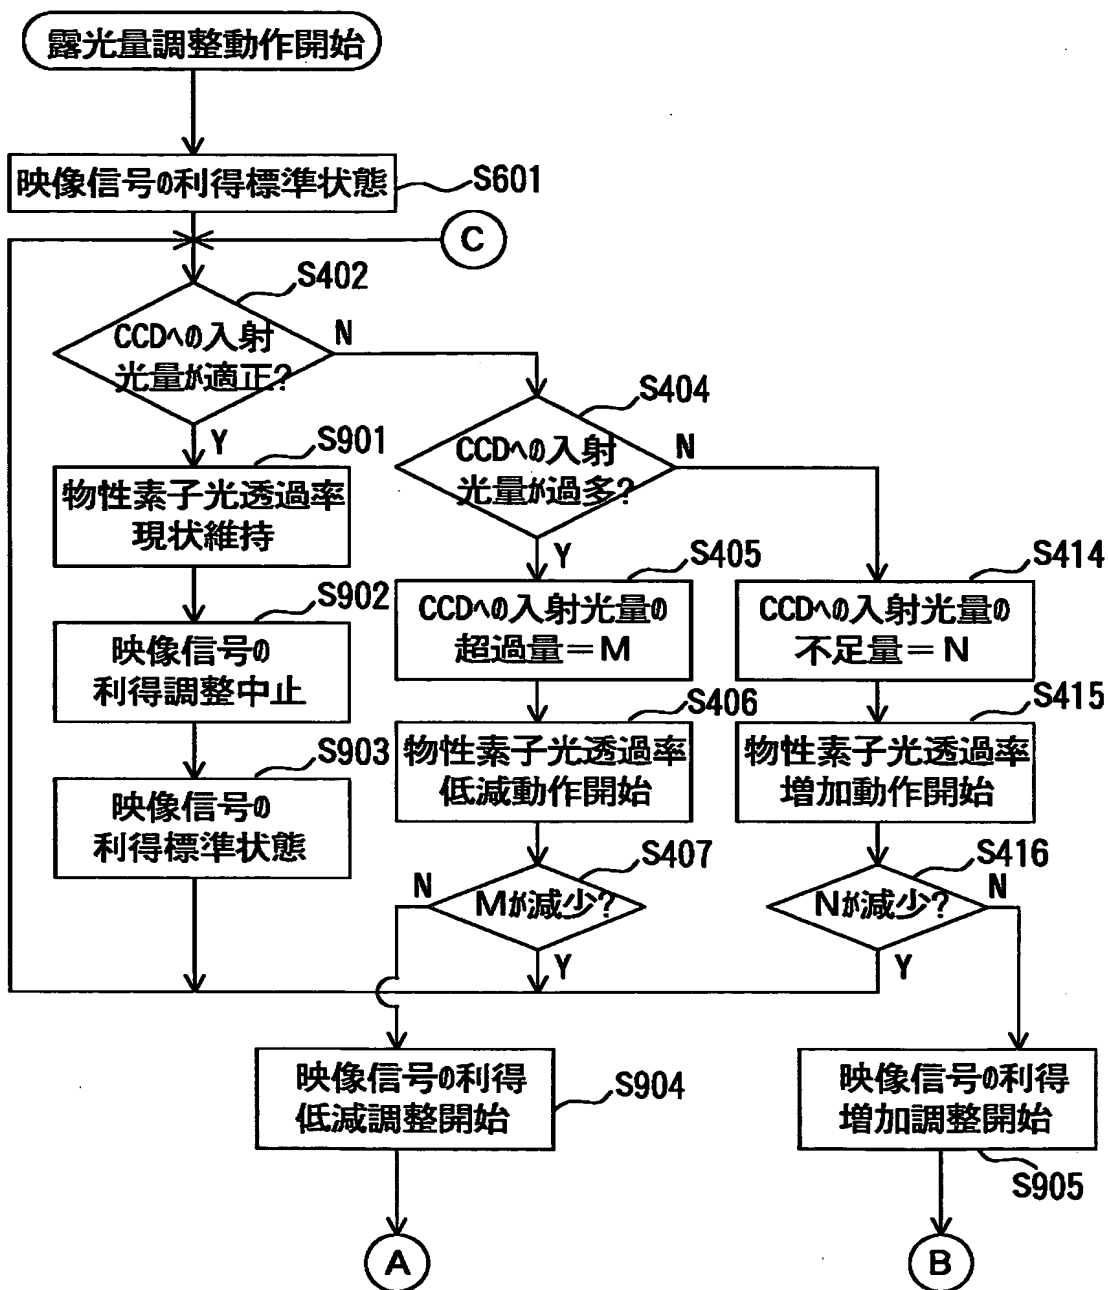 露光量調整動作開始
映像信号の利得標準状態
S601
C
S402
CCDへの入射
光量が適正?
N
Y
S404
CCDへの入射
光量が過多?
N
Y
S901
物性素子光透過率
現状維持
S902
映像信号の
利得調整中止
S903
映像信号の
利得標準状態
S405
CCDへの入射光量の
超過量=M
S406
物性素子光透過率
低減動作開始
S407
Mが減少?
N
Y
S414
CCDへの入射光量の
不足量=N
S415
物性素子光透過率
増加動作開始
S416
Nが減少?
N
Y
映像信号の利得
低減調整開始
S904
A
映像信号の利得
増加調整開始
S905
B